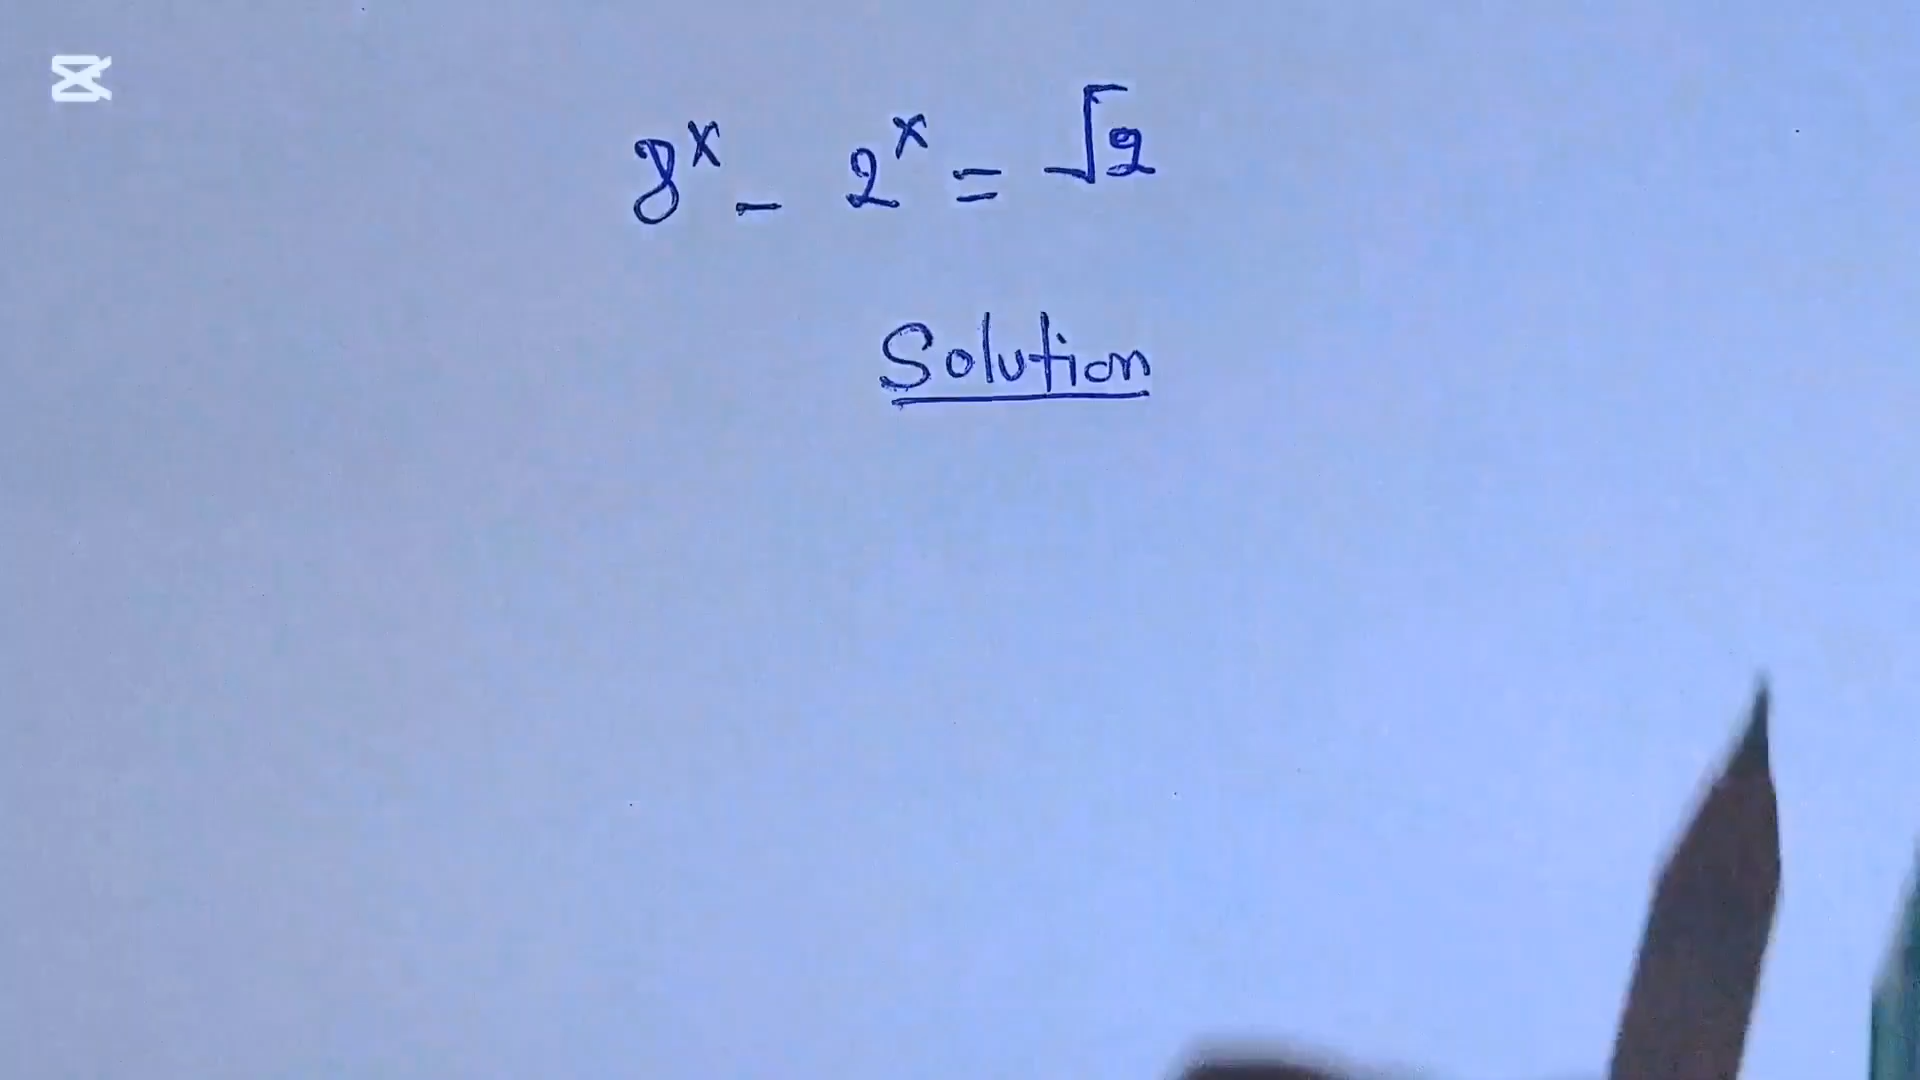 8^x - 2^x = √2
Solution